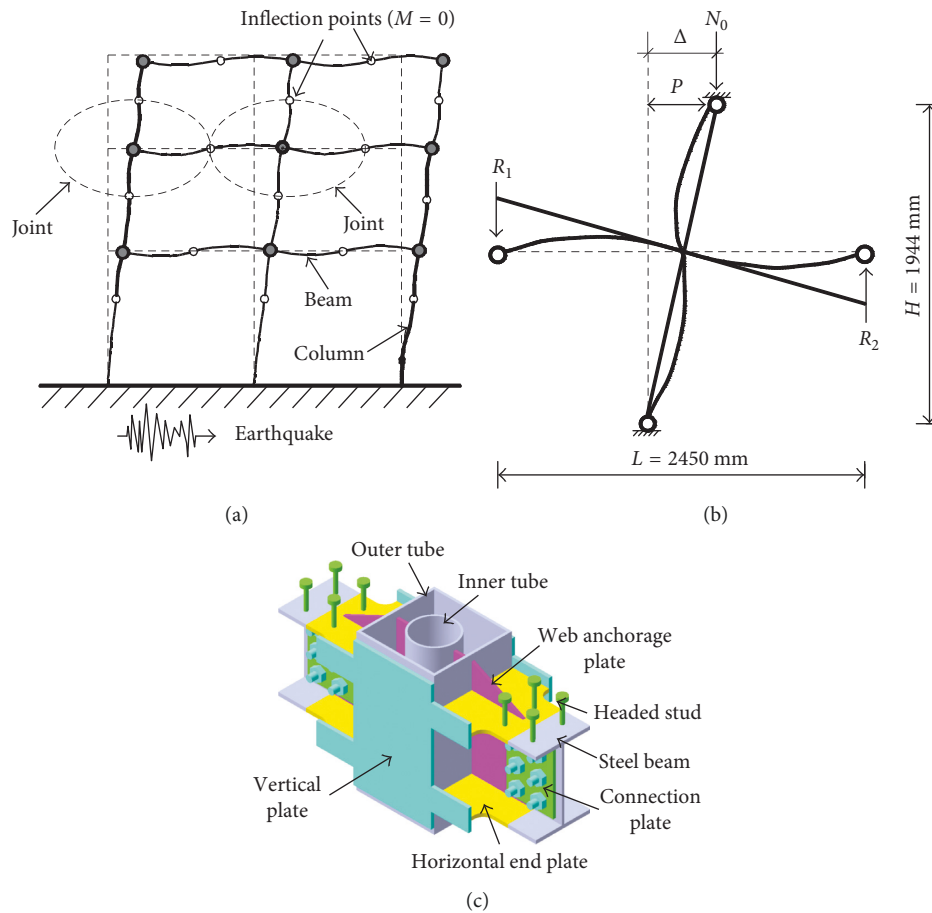 Inflection points (M = 0)
Joint
Joint
Beam
Column
Earthquake
(a)
N0
Δ
P
R1
R2
H = 1944 mm
L = 2450 mm
(b)
Outer tube
Inner tube
Web anchorage
plate
Headed stud
Steel beam
Connection
plate
Vertical
plate
Horizontal end plate
(c)